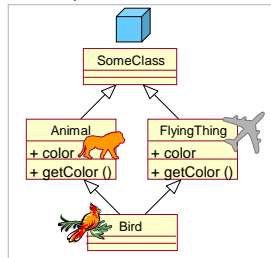 SomeClass
Animal
+ color
+ getColor ()
FlyingThing
+ color
+ getColor ()
Bird